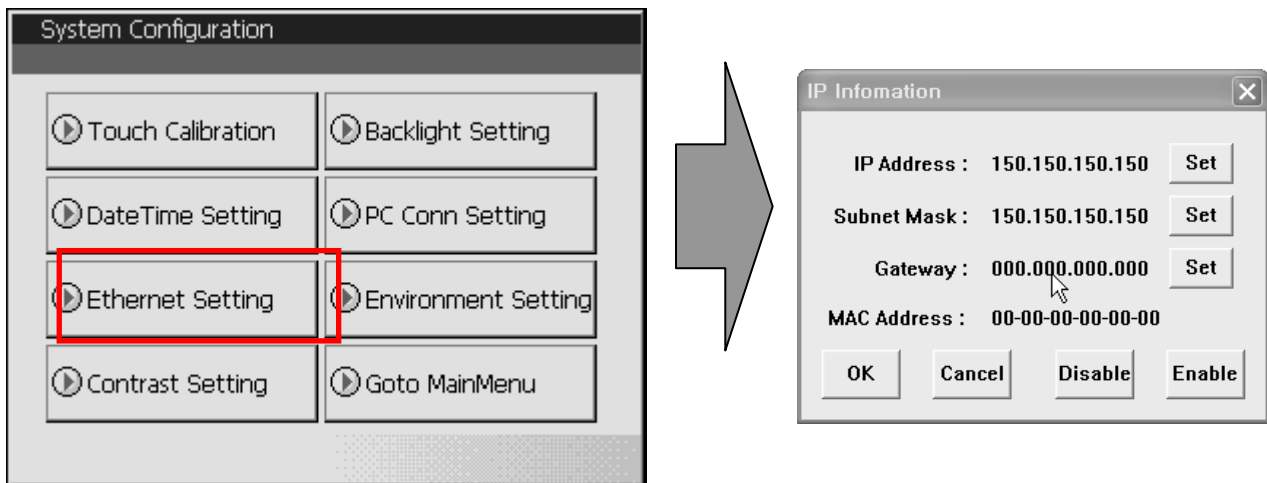 System Configuration
Touch Calibration
Backlight Setting
DateTime Setting
PC Conn Setting
Ethernet Setting
Environment Setting
Contrast Setting
Goto MainMenu
IP Infomation
IP Address : 150.150.150.150 Set
Subnet Mask : 150.150.150.150 Set
Gateway : 000.000.000.000 Set
MAC Address : 00-00-00-00-00-00
OK Cancel Disable Enable